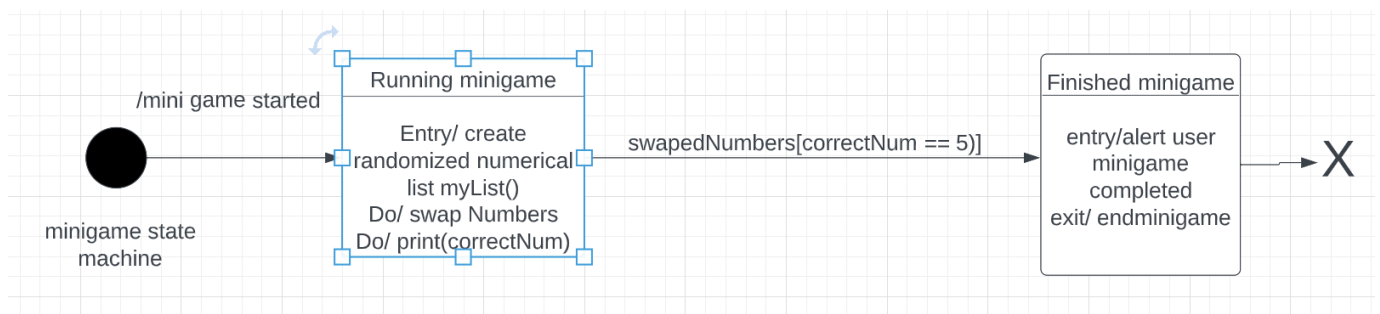 /mini game started
minigame state
machine
Running minigame
Entry/ create
randomized numerical
list myList()
Do/ swap Numbers
Do/ print(correctNum)
swapedNumbers[correctNum == 5)]
Finished minigame
entry/alert user
minigame
completed
exit/ endminigame
X